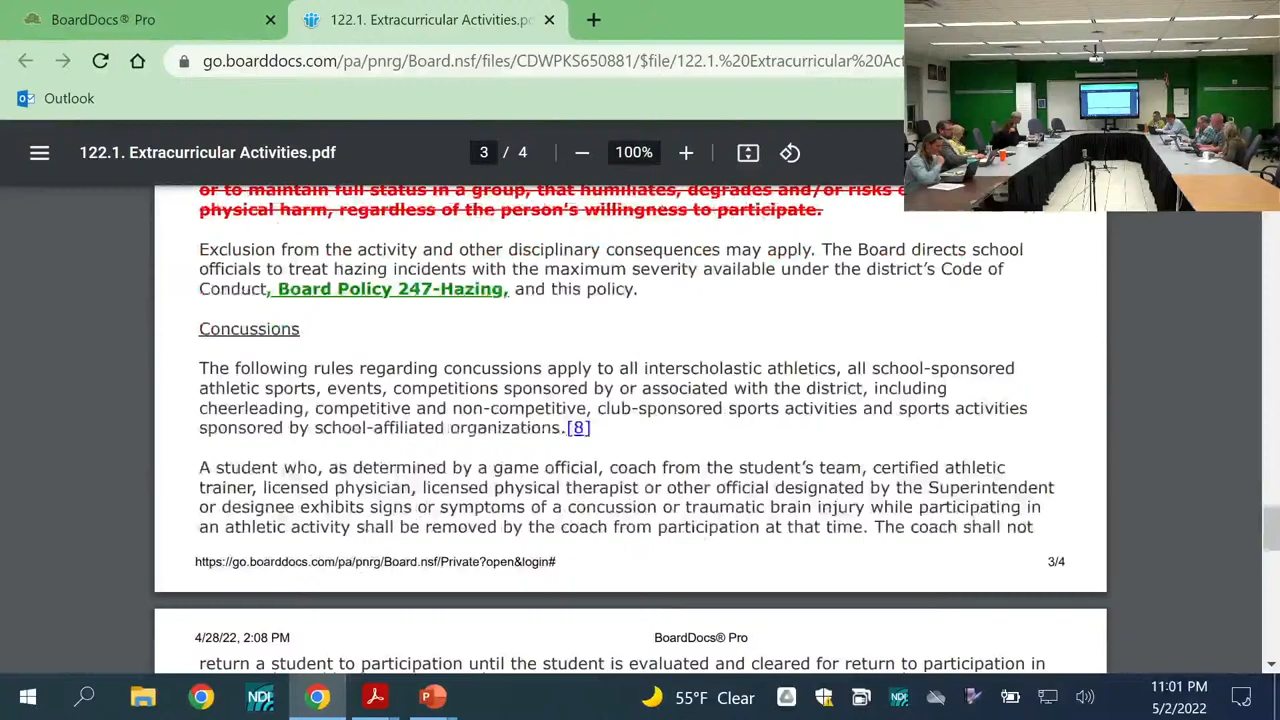 BoardDocs ® Pro
122.1. Extracurricular Activities.p
go.boarddocs.com/pa/pnrg/Board.nsf/files/CDWPKS650881/$file/122.1.%20Extracurricular%20Ac
Outlook
122.1. Extracurricular Activities.pdf
3 / 4
100%
or to maintain full status in a group, that humiliates, degrades and/or risks
physical harm, regardless of the person's willingness to participate.
Exclusion from the activity and other disciplinary consequences may apply. The Board directs school
officials to treat hazing incidents with the maximum severity available under the district's Code of
Conduct, Board Policy 247-Hazing, and this policy.
Concussions
The following rules regarding concussions apply to all interscholastic athletics, all school-sponsored
athletic sports, events, competitions sponsored by or associated with the district, including
cheerleading, competitive and non-competitive, club-sponsored sports activities and sports activities
sponsored by school-affiliated organizations.[8]
A student who, as determined by a game official, coach from the student's team, certified athletic
trainer, licensed physician, licensed physical therapist or other official designated by the Superintendent
or designee exhibits signs or symptoms of a concussion or traumatic brain injury while participating in
an athletic activity shall be removed by the coach from participation at that time. The coach shall not
https://go.boarddocs.com/pa/pnrg/Board.nsf/Private?open&login#
3/4
4/28/22, 2:08 PM
BoardDocs® Pro
return a student to participation until the student is evaluated and cleared for return to participation in
NDI
55°F Clear
NDI
11:01 PM
5/2/2022